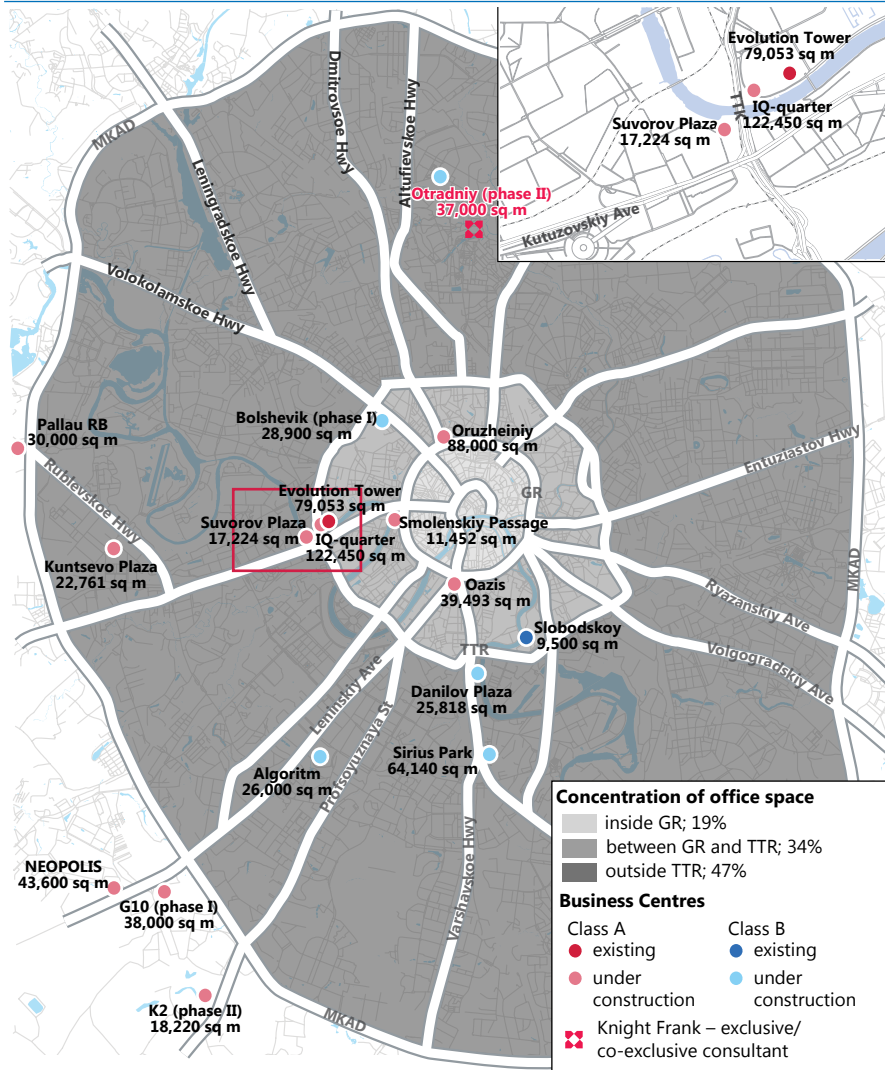 Evolution Tower
79,053 sq m
TTK
IQ-quarter
122,450 sq m
Suvorov Plaza
17,224 sq m
Kutuzovskiy Ave
MKAD
Dmitrovsoe Hwy
Altufievskoe Hwy
Leningradskoe Hwy
Otradniy (phase II)
37,000 sq m
Volokolamskoe Hwy
Bolshevik (phase I)
28,900 sq m
Oruzheiniy
88,000 sq m
Pallau RB
30,000 sq m
Rublevskoe Hwy
Entuziastov Hwy
GR
Evolution Tower
79,053 sq m
Suvorov Plaza
17,224 sq m
IQ-quarter
122,450 sq m
Smolenskiy Passage
11,452 sq m
Kuntsevo Plaza
22,761 sq m
Oazis
39,493 sq m
MKAD
Ryazanskiy Ave
Slobodskoy
9,500 sq m
TTR
Volgogradskiy Ave
Leninskiy Ave
Danilov Plaza
25,818 sq m
Profsoyuznaya St
Algoritm
26,000 sq m
Sirius Park
64,140 sq m
Varshavskoe Hwy
NEOPOLIS
43,600 sq m
G10 (phase I)
38,000 sq m
K2 (phase II)
18,220 sq m
MKAD
Concentration of office space
inside GR; 19%
between GR and TTR; 34%
outside TTR; 47%
Business Centres
Class A
existing
under
construction
Class B
existing
under
construction
Knight Frank – exclusive/
co-exclusive consultant